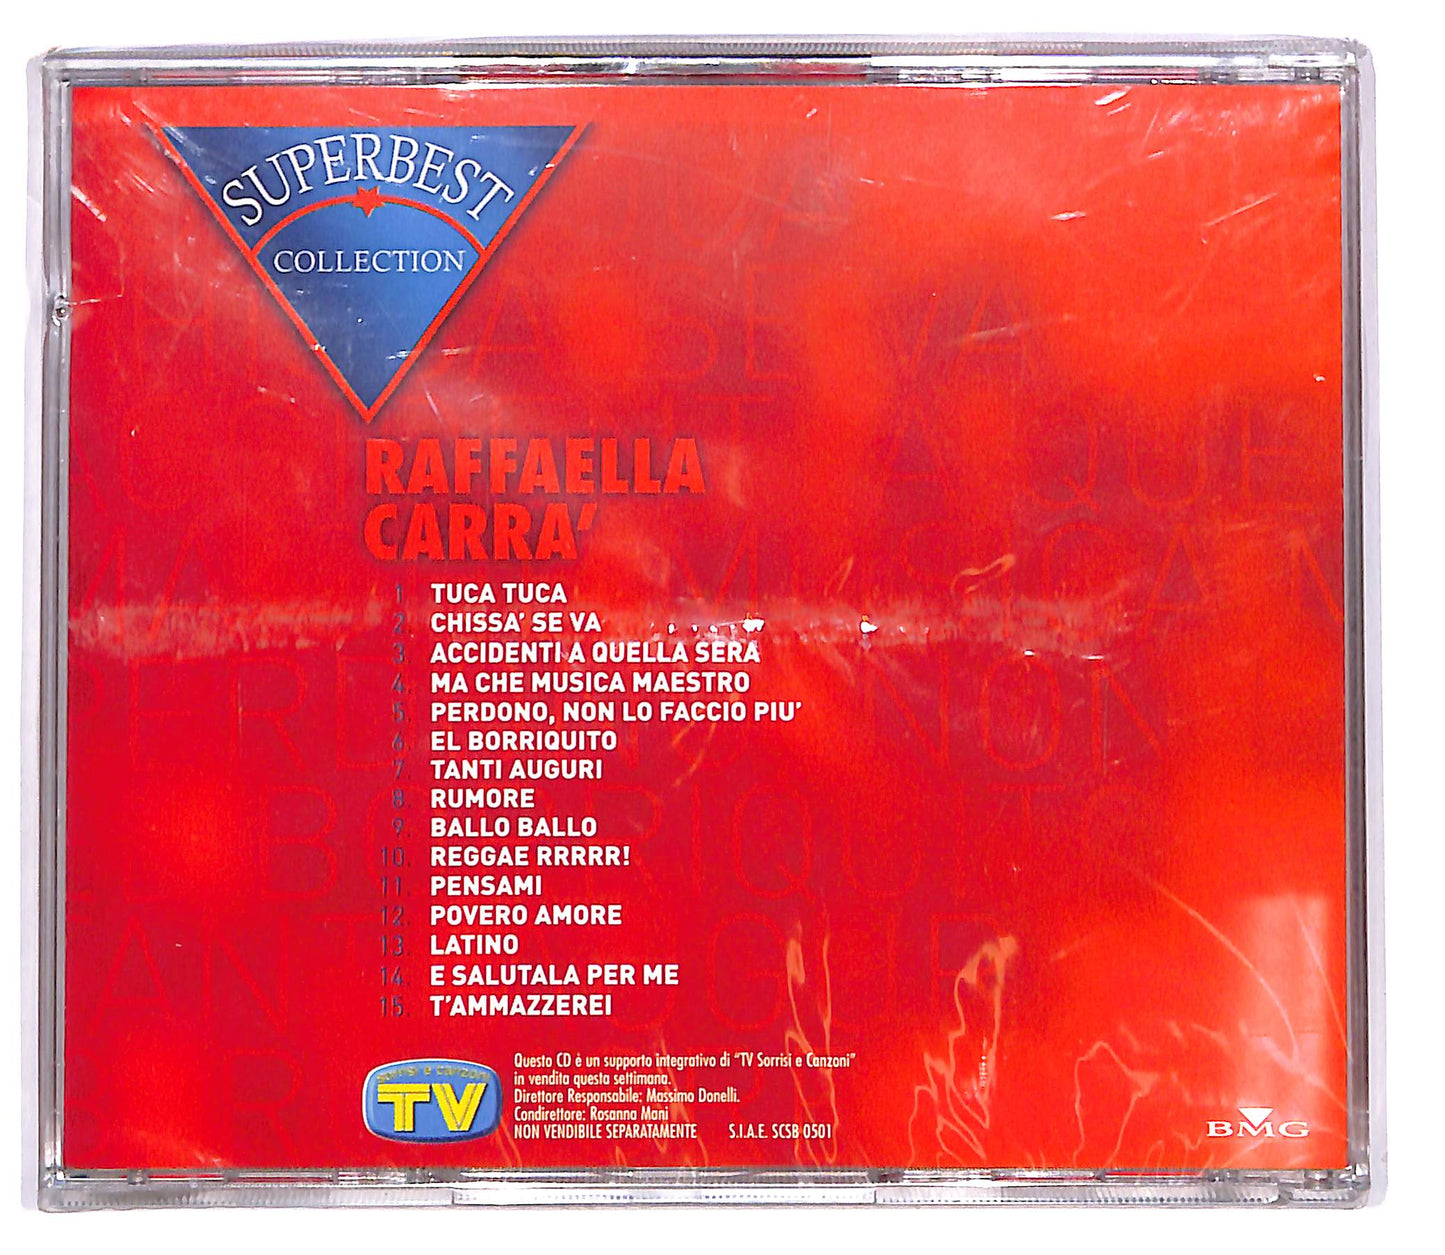 SUPERBEST
COLLECTION
RAFFAELLA
CARRA'
1. TUCA TUCA
2. CHISSA' SE VA
3. ACCIDENTI A QUELLA SERA
4. MA CHE MUSICA MAESTRO
5. PERDONO, NON LO FACCIO PIU'
6. EL BORRIQUITO
7. TANTI AUGURI
8. RUMORE
9. BALLO BALLO
10. REGGAE RRRRR!
11. PENSAMI
12. POVERO AMORE
13. LATINO
14. E SALUTALA PER ME
15. T'AMMAZZEREI
sorrisi e canzoni
TV
Questo CD è un supporto integrativo di "TV Sorrisi e Canzoni"
in vendita questa settimana.
Direttore Responsabile: Massimo Donelli.
Condirettore: Rosanna Mani
NON VENDIBILE SEPARATAMENTE S.I.A.E. SCSB 0501
BMG